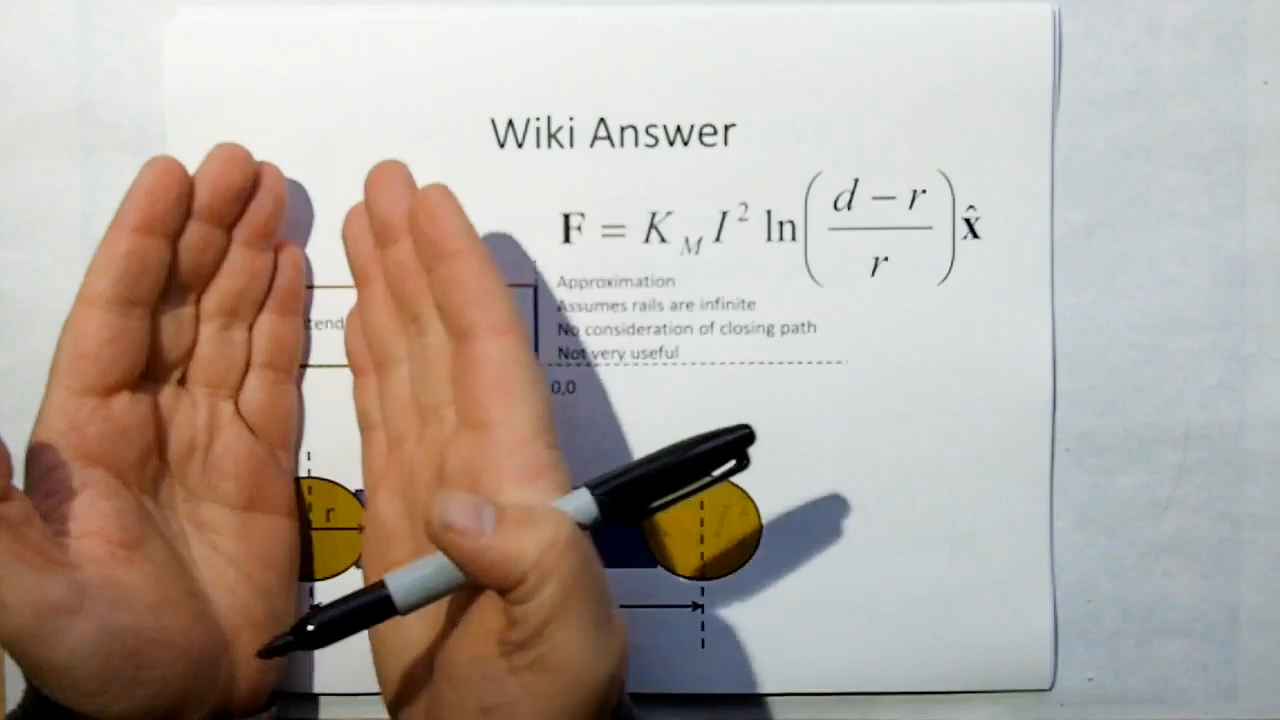 Wiki Answer
F = K_M I² ln((d − r)/r) x̂
Approximation
Assumes rails are infinite
No consideration of closing path
Not very useful
0,0
r